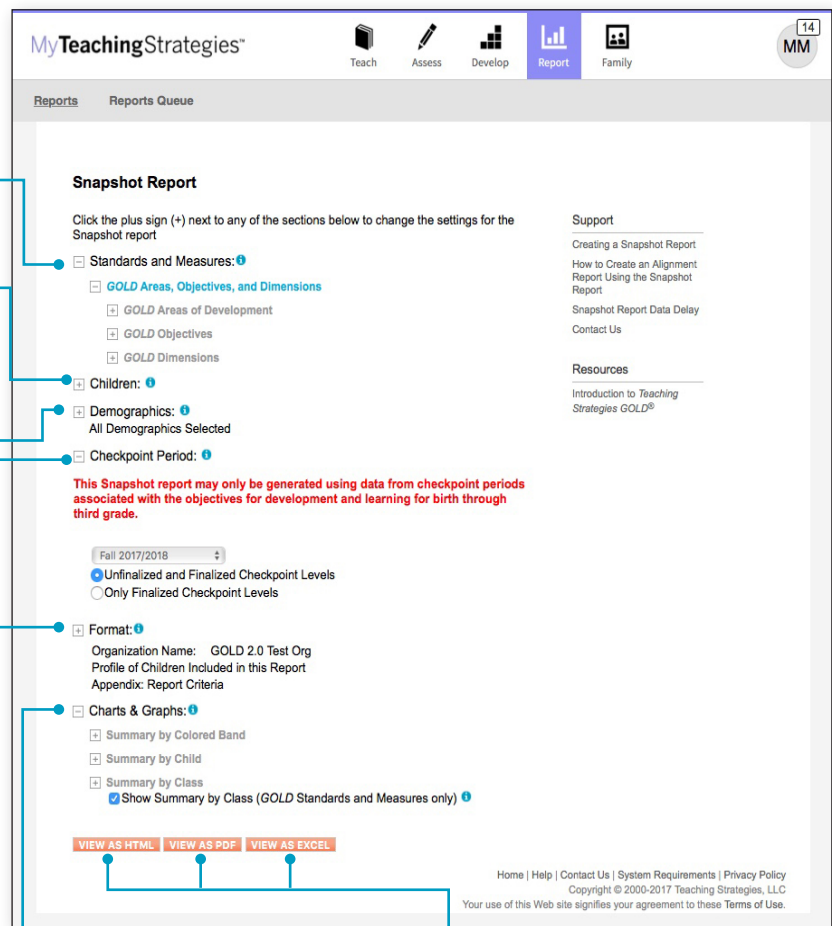 MyTeachingStrategies™
Teach Assess Develop Report Family
14
MM
Reports Reports Queue
Snapshot Report
Click the plus sign (+) next to any of the sections below to change the settings for the
Snapshot report
Standards and Measures:
GOLD Areas, Objectives, and Dimensions
GOLD Areas of Development
GOLD Objectives
GOLD Dimensions
Children:
Demographics:
All Demographics Selected
Checkpoint Period:
This Snapshot report may only be generated using data from checkpoint periods
associated with the objectives for development and learning for birth through
third grade.
Fall 2017/2018
Unfinalized and Finalized Checkpoint Levels
Only Finalized Checkpoint Levels
Format:
Organization Name: GOLD 2.0 Test Org
Profile of Children Included in this Report
Appendix: Report Criteria
Charts & Graphs:
Summary by Colored Band
Summary by Child
Summary by Class
Show Summary by Class (GOLD Standards and Measures only)
VIEW AS HTML VIEW AS PDF VIEW AS EXCEL
Support
Creating a Snapshot Report
How to Create an Alignment
Report Using the Snapshot
Report
Snapshot Report Data Delay
Contact Us
Resources
Introduction to Teaching
Strategies GOLD®
Home | Help | Contact Us | System Requirements | Privacy Policy
Copyright © 2000-2017 Teaching Strategies, LLC
Your use of this Web site signifies your agreement to these Terms of Use.